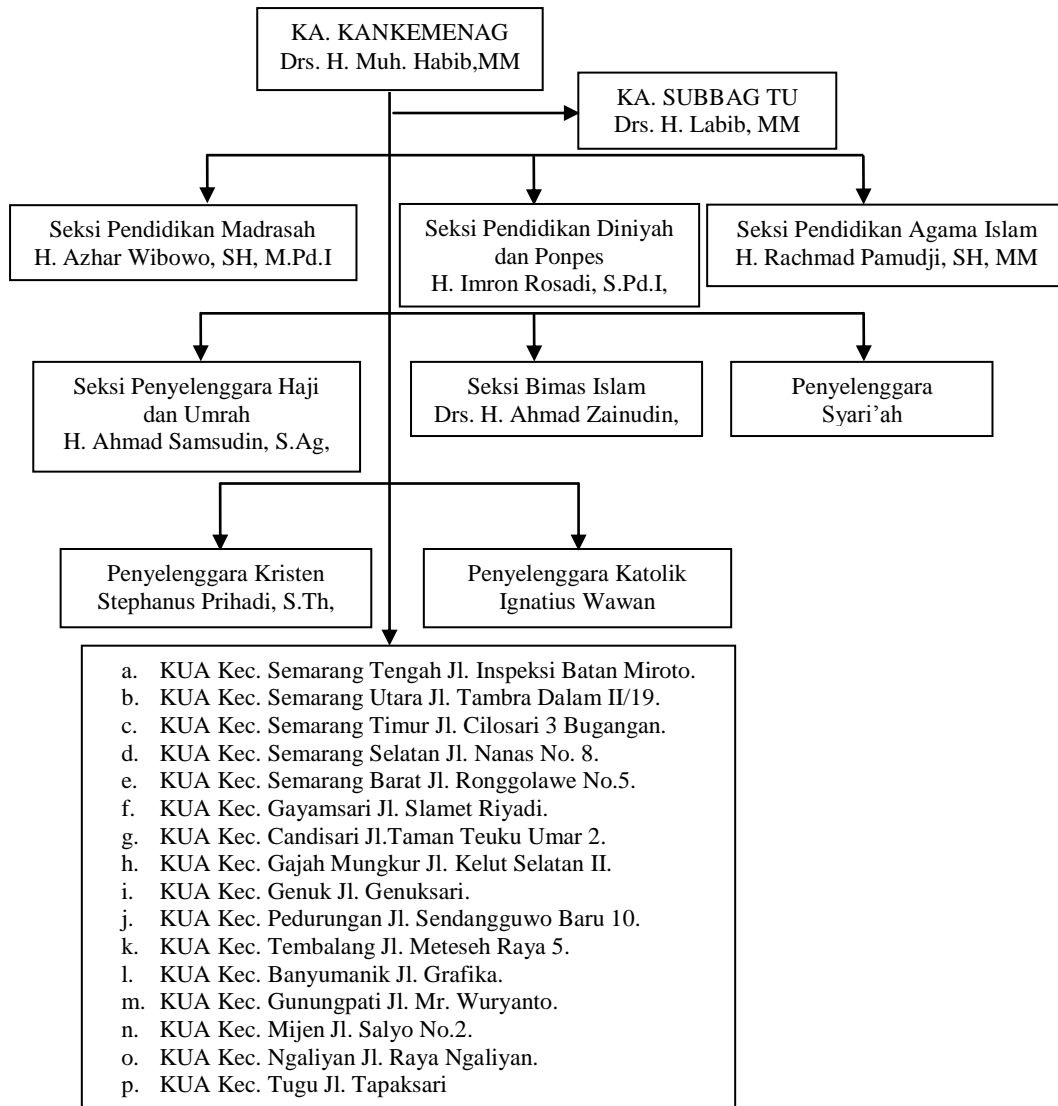 KA. KANKEMENAG
Drs. H. Muh. Habib,MM
KA. SUBBAG TU
Drs. H. Labib, MM
Seksi Pendidikan Madrasah
H. Azhar Wibowo, SH, M.Pd.I
Seksi Pendidikan Diniyah
dan Ponpes
H. Imron Rosadi, S.Pd.I,
Seksi Pendidikan Agama Islam
H. Rachmad Pamudji, SH, MM
Seksi Penyelenggara Haji
dan Umrah
H. Ahmad Samsudin, S.Ag,
Seksi Bimas Islam
Drs. H. Ahmad Zainudin,
Penyelenggara
Syari’ah
Penyelenggara Kristen
Stephanus Prihadi, S.Th,
Penyelenggara Katolik
Ignatius Wawan
a. KUA Kec. Semarang Tengah Jl. Inspeksi Batan Miroto.
b. KUA Kec. Semarang Utara Jl. Tambra Dalam II/19.
c. KUA Kec. Semarang Timur Jl. Cilosari 3 Bugangan.
d. KUA Kec. Semarang Selatan Jl. Nanas No. 8.
e. KUA Kec. Semarang Barat Jl. Ronggolawe No.5.
f. KUA Kec. Gayamsari Jl. Slamet Riyadi.
g. KUA Kec. Candisari Jl.Taman Teuku Umar 2.
h. KUA Kec. Gajah Mungkur Jl. Kelut Selatan II.
i. KUA Kec. Genuk Jl. Genuksari.
j. KUA Kec. Pedurungan Jl. Sendangguwo Baru 10.
k. KUA Kec. Tembalang Jl. Meteseh Raya 5.
l. KUA Kec. Banyumanik Jl. Grafika.
m. KUA Kec. Gunungpati Jl. Mr. Wuryanto.
n. KUA Kec. Mijen Jl. Salyo No.2.
o. KUA Kec. Ngaliyan Jl. Raya Ngaliyan.
p. KUA Kec. Tugu Jl. Tapaksari